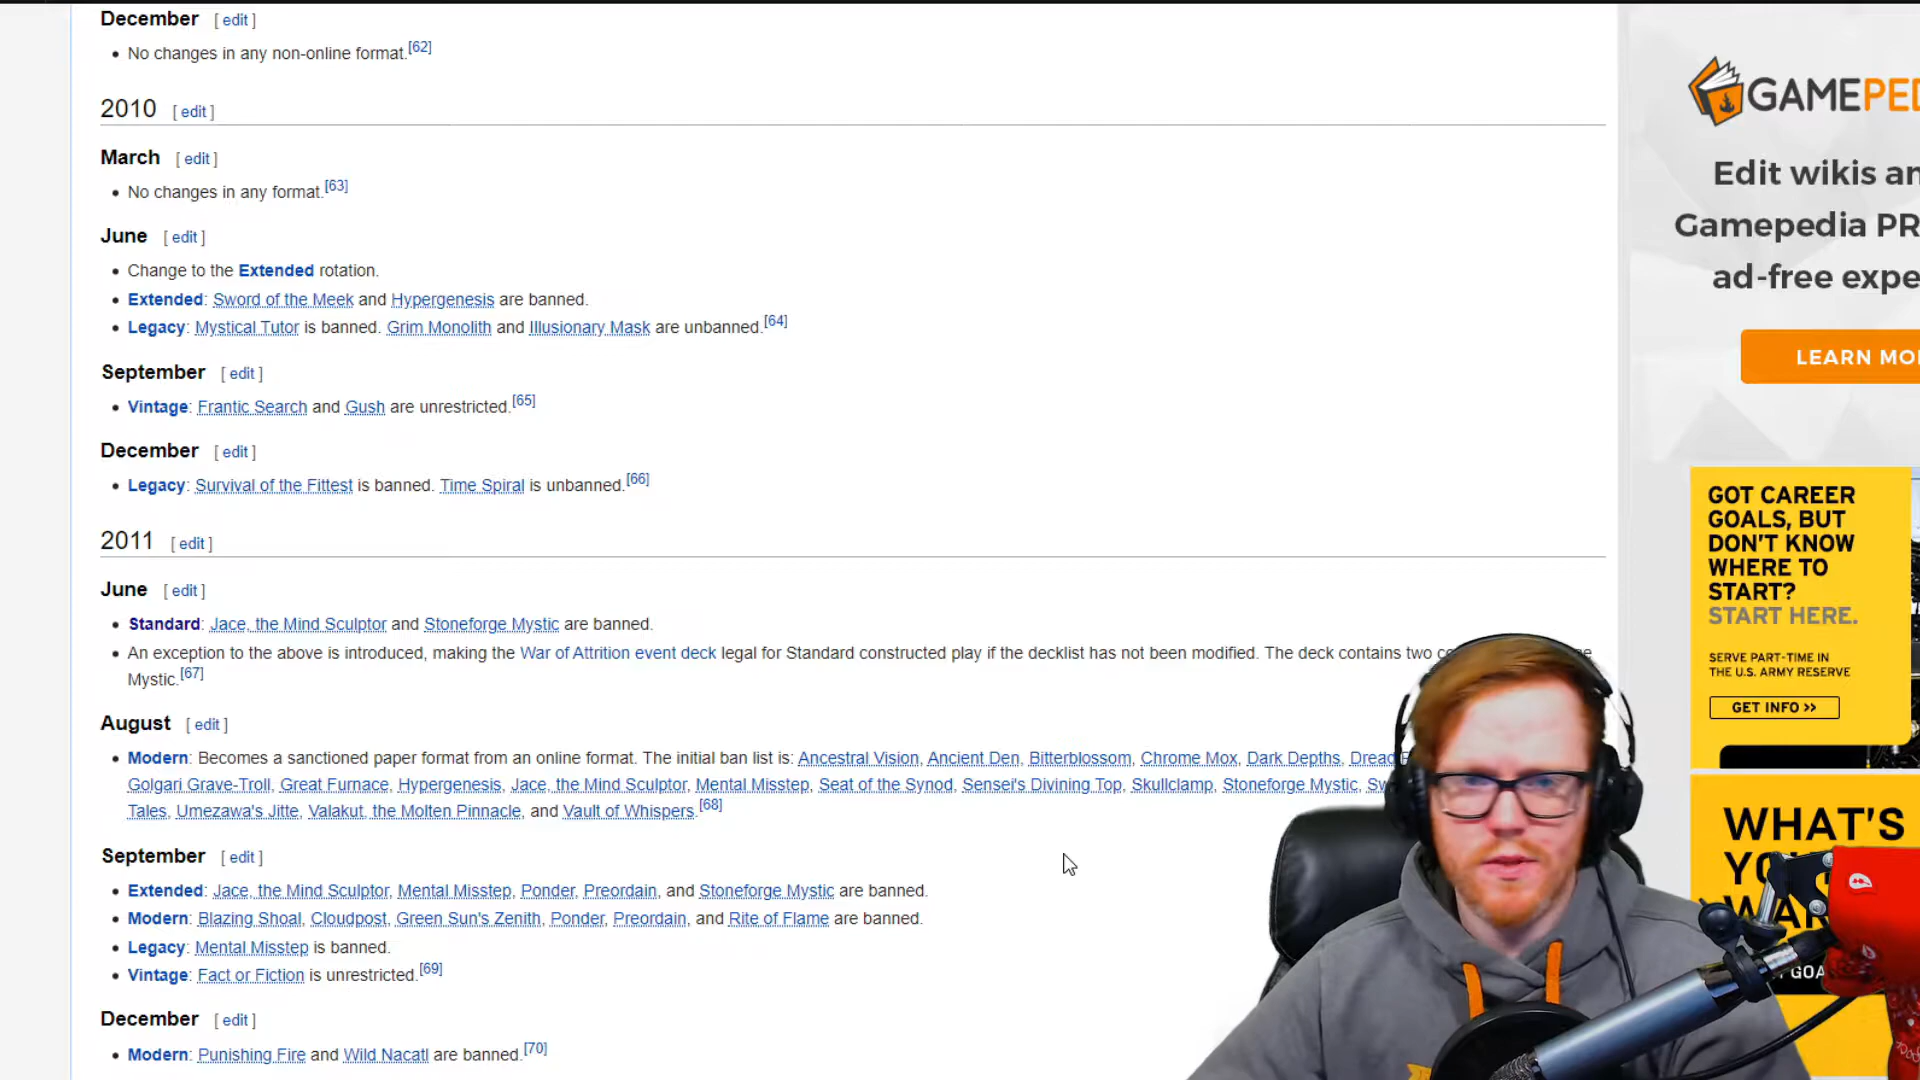 December [ edit ]
• No changes in any non-online format.[62]
2010 [ edit ]
March [ edit ]
• No changes in any format.[63]
June [ edit ]
• Change to the Extended rotation.
• Extended: Sword of the Meek and Hypergenesis are banned.
• Legacy: Mystical Tutor is banned. Grim Monolith and Illusionary Mask are unbanned.[64]
September [ edit ]
• Vintage: Frantic Search and Gush are unrestricted.[65]
December [ edit ]
• Legacy: Survival of the Fittest is banned. Time Spiral is unbanned.[66]
2011 [ edit ]
June [ edit ]
• Standard: Jace, the Mind Sculptor and Stoneforge Mystic are banned.
• An exception to the above is introduced, making the War of Attrition event deck legal for Standard constructed play if the decklist has not been modified. The deck contains two
Mystic.[67]
August [ edit ]
• Modern: Becomes a sanctioned paper format from an online format. The initial ban list is: Ancestral Vision, Ancient Den, Bitterblossom, Chrome Mox, Dark Depths, Dread
Golgari Grave-Troll, Great Furnace, Hypergenesis, Jace, the Mind Sculptor, Mental Misstep, Seat of the Synod, Sensei's Divining Top, Skullclamp, Stoneforge Mystic,
Tales, Umezawa's Jitte, Valakut, the Molten Pinnacle, and Vault of Whispers.[68]
September [ edit ]
• Extended: Jace, the Mind Sculptor, Mental Misstep, Ponder, Preordain, and Stoneforge Mystic are banned.
• Modern: Blazing Shoal, Cloudpost, Green Sun's Zenith, Ponder, Preordain, and Rite of Flame are banned.
• Legacy: Mental Misstep is banned.
• Vintage: Fact or Fiction is unrestricted.[69]
December [ edit ]
• Modern: Punishing Fire and Wild Nacatl are banned.[70]
GAMEPED
Edit wikis an
Gamepedia PR
ad-free expe
LEARN MO
GOT CAREER
GOALS, BUT
DON'T KNOW
WHERE TO
START?
START HERE.
SERVE PART-TIME IN
THE U.S. ARMY RESERVE
GET INFO >>
WHAT'S